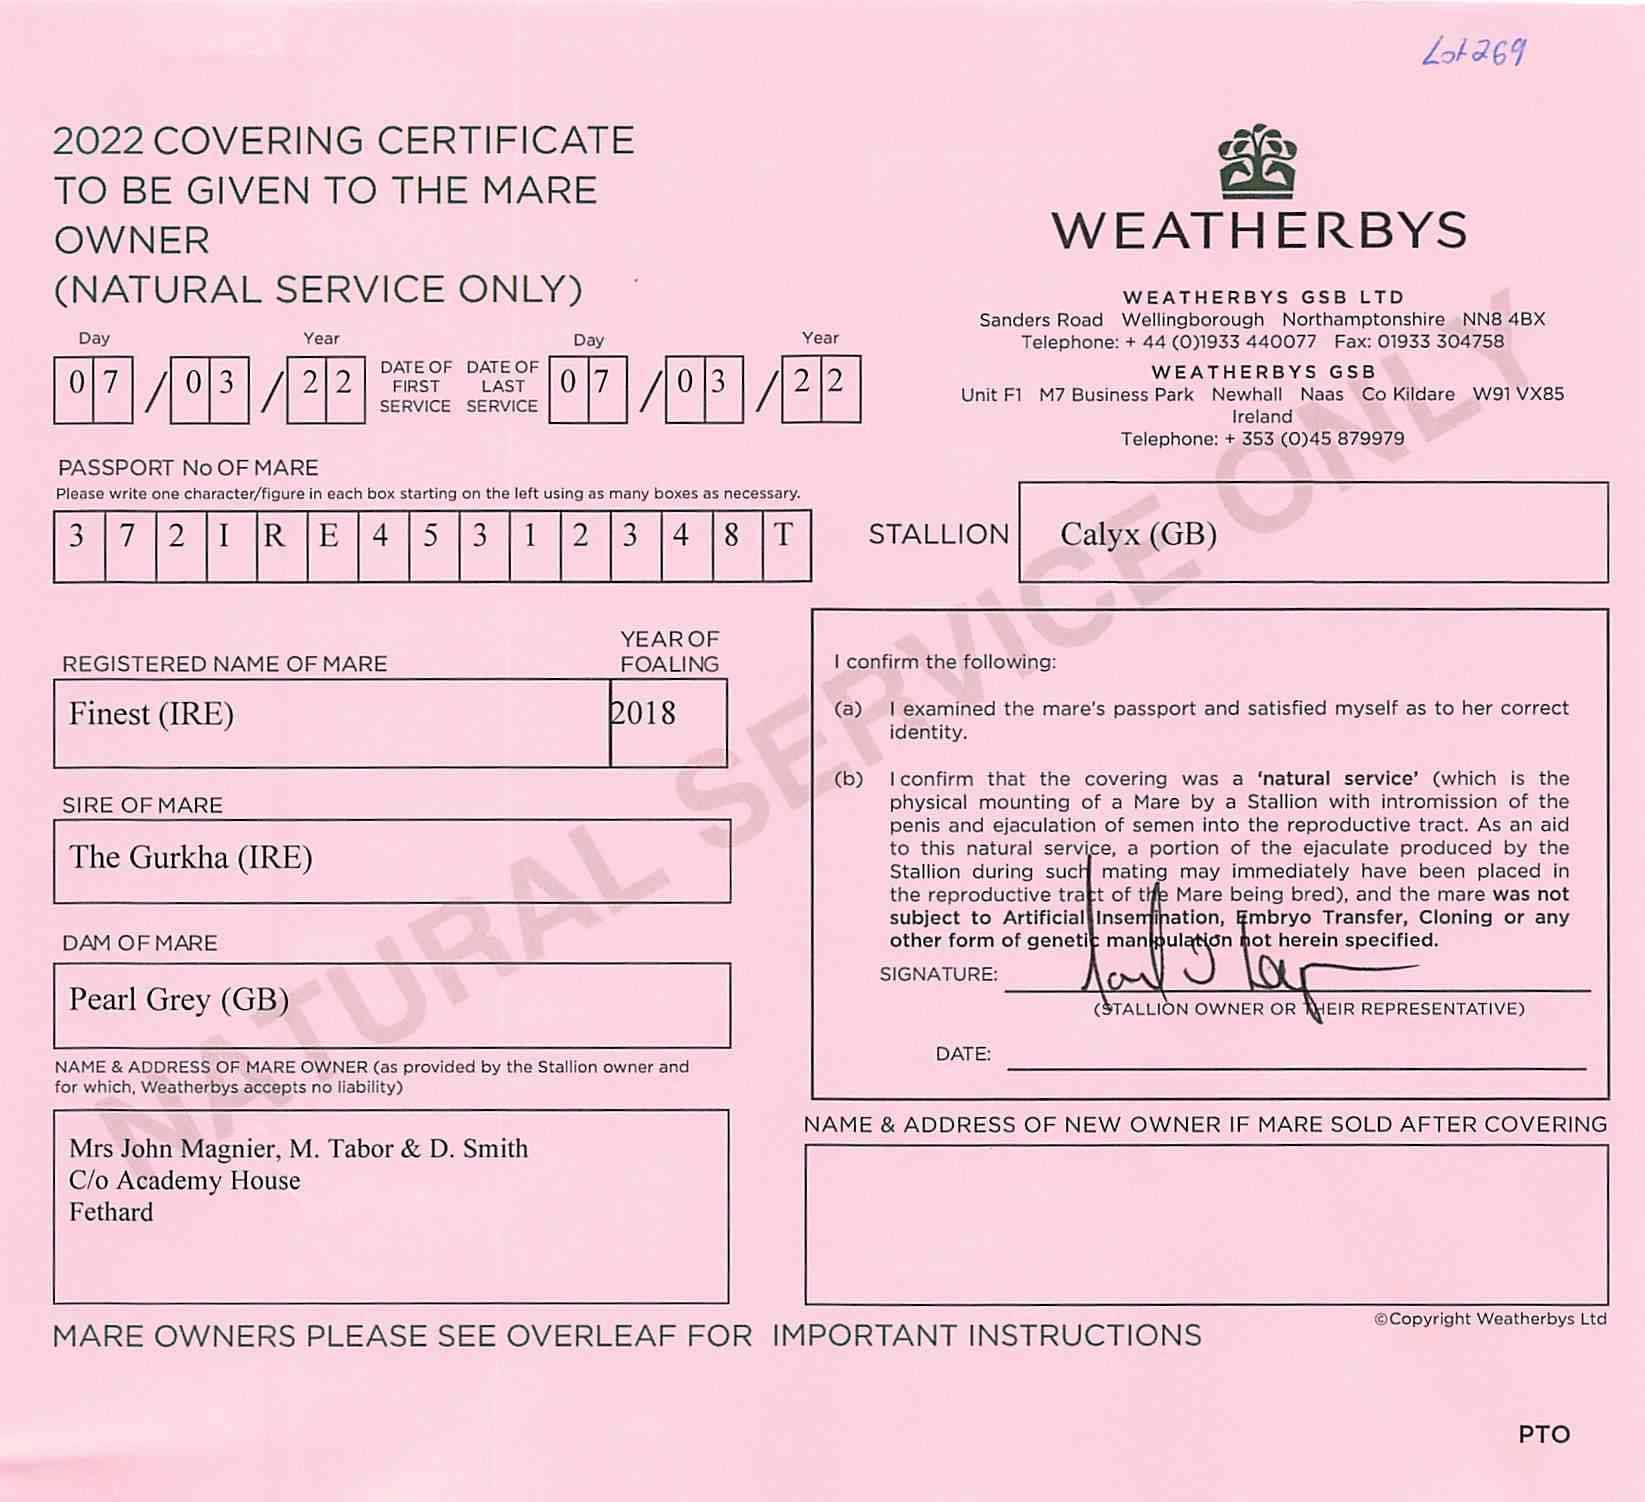 Lot 269
2022 COVERING CERTIFICATE
TO BE GIVEN TO THE MARE
OWNER
(NATURAL SERVICE ONLY)
WEATHERBYS
WEATHERBYS GSB LTD
Sanders Road Wellingborough Northamptonshire NN8 4BX
Telephone: + 44 (0)1933 440077 Fax: 01933 304758
WEATHERBYS GSB
Unit F1 M7 Business Park Newhall Naas Co Kildare W91 VX85
Ireland
Telephone: + 353 (0)45 879979
Day Year Day Year
07/03/22 DATE OF FIRST SERVICE DATE OF LAST SERVICE 07/03/22
PASSPORT No OF MARE
Please write one character/figure in each box starting on the left using as many boxes as necessary.
372IRE45312348T
STALLION Calyx (GB)
REGISTERED NAME OF MARE YEAR OF FOALING
Finest (IRE) 2018
SIRE OF MARE
The Gurkha (IRE)
DAM OF MARE
Pearl Grey (GB)
NAME & ADDRESS OF MARE OWNER (as provided by the Stallion owner and
for which, Weatherbys accepts no liability)
Mrs John Magnier, M. Tabor & D. Smith
C/o Academy House
Fethard
I confirm the following:
(a) I examined the mare's passport and satisfied myself as to her correct
identity.
(b) I confirm that the covering was a 'natural service' (which is the
physical mounting of a Mare by a Stallion with intromission of the
penis and ejaculation of semen into the reproductive tract. As an aid
to this natural service, a portion of the ejaculate produced by the
Stallion during such mating may immediately have been placed in
the reproductive tract of the Mare being bred), and the mare was not
subject to Artificial Insemination, Embryo Transfer, Cloning or any
other form of genetic manipulation not herein specified.
SIGNATURE:
(STALLION OWNER OR THEIR REPRESENTATIVE)
DATE:
NAME & ADDRESS OF NEW OWNER IF MARE SOLD AFTER COVERING
©Copyright Weatherbys Ltd
MARE OWNERS PLEASE SEE OVERLEAF FOR IMPORTANT INSTRUCTIONS
PTO
NATURAL SERVICE ONLY